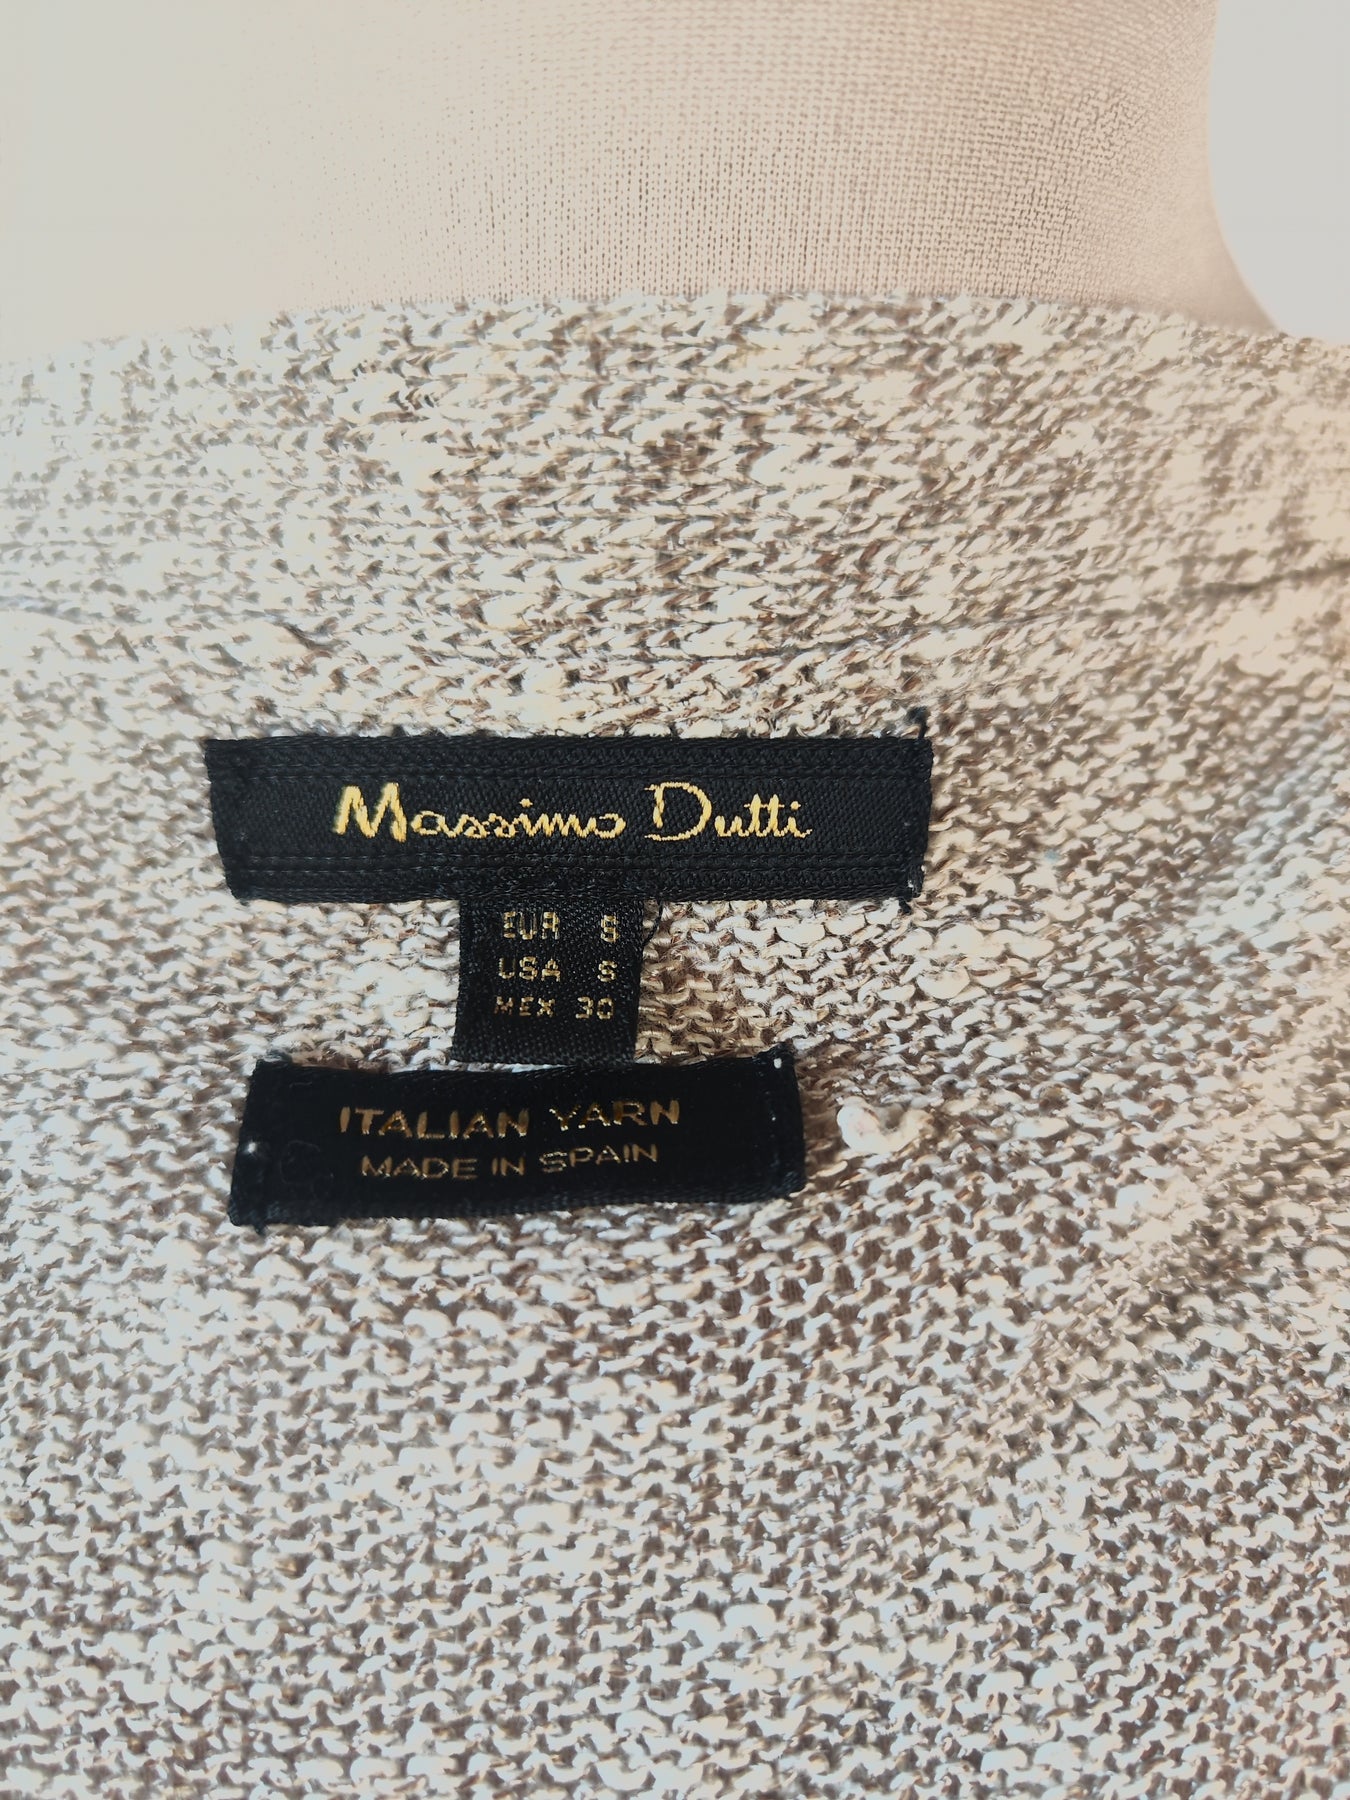 Massimo Dutti
EUR S
USA S
MEX 30
ITALIAN YARN
MADE IN SPAIN